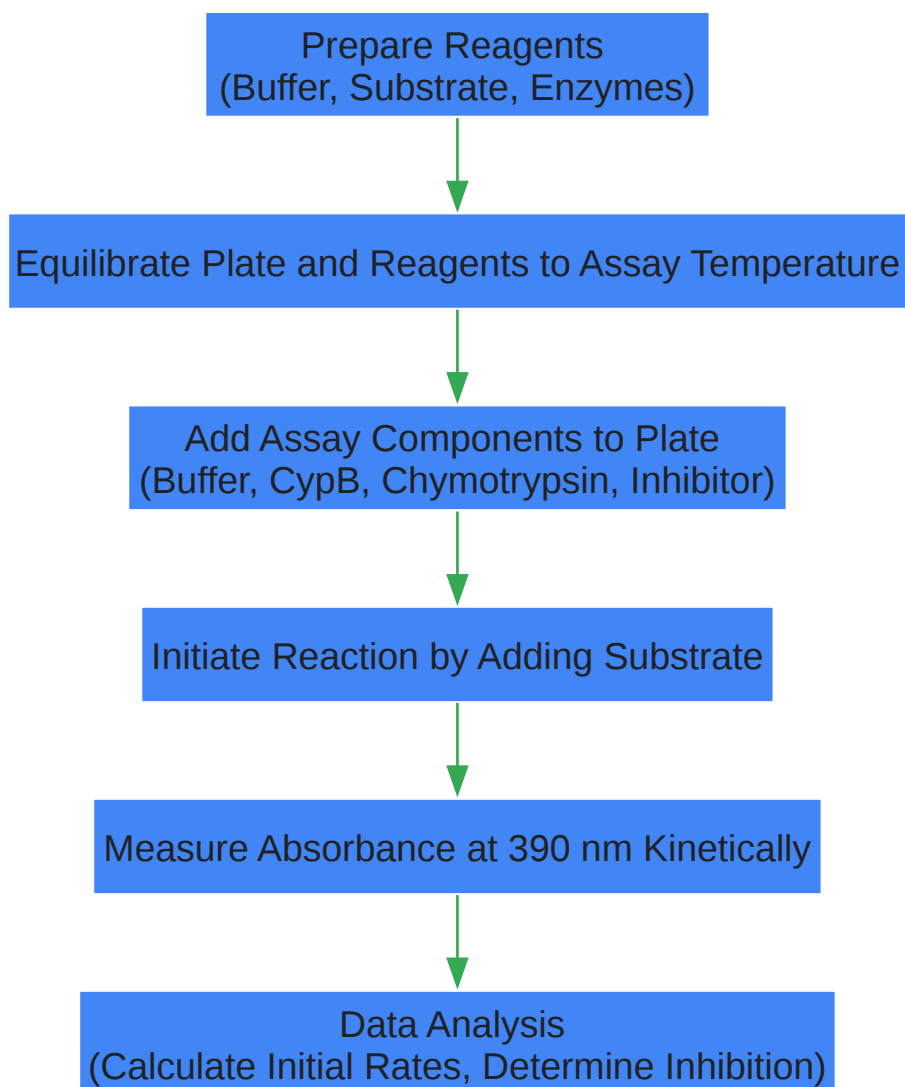 Prepare Reagents
(Buffer, Substrate, Enzymes)
Equilibrate Plate and Reagents to Assay Temperature
Add Assay Components to Plate
(Buffer, CypB, Chymotrypsin, Inhibitor)
Initiate Reaction by Adding Substrate
Measure Absorbance at 390 nm Kinetically
Data Analysis
(Calculate Initial Rates, Determine Inhibition)